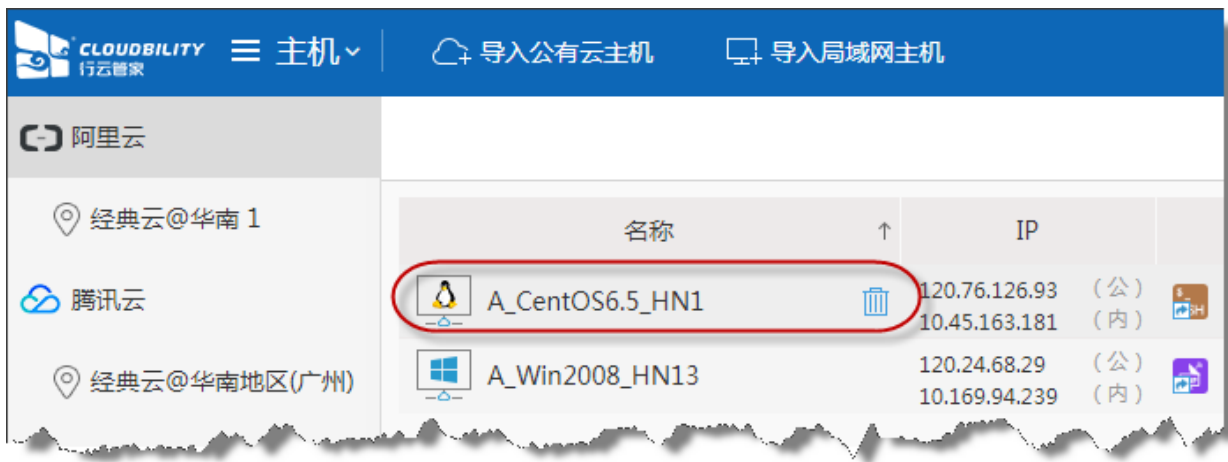 CLOUDBILITY
行云管家
主机
导入公有云主机
导入局域网主机
阿里云
经典云@华南 1
腾讯云
经典云@华南地区(广州)
名称 ↑ IP
A_CentOS6.5_HN1
120.76.126.93 (公)
10.45.163.181 (内)
A_Win2008_HN13
120.24.68.29 (公)
10.169.94.239 (内)